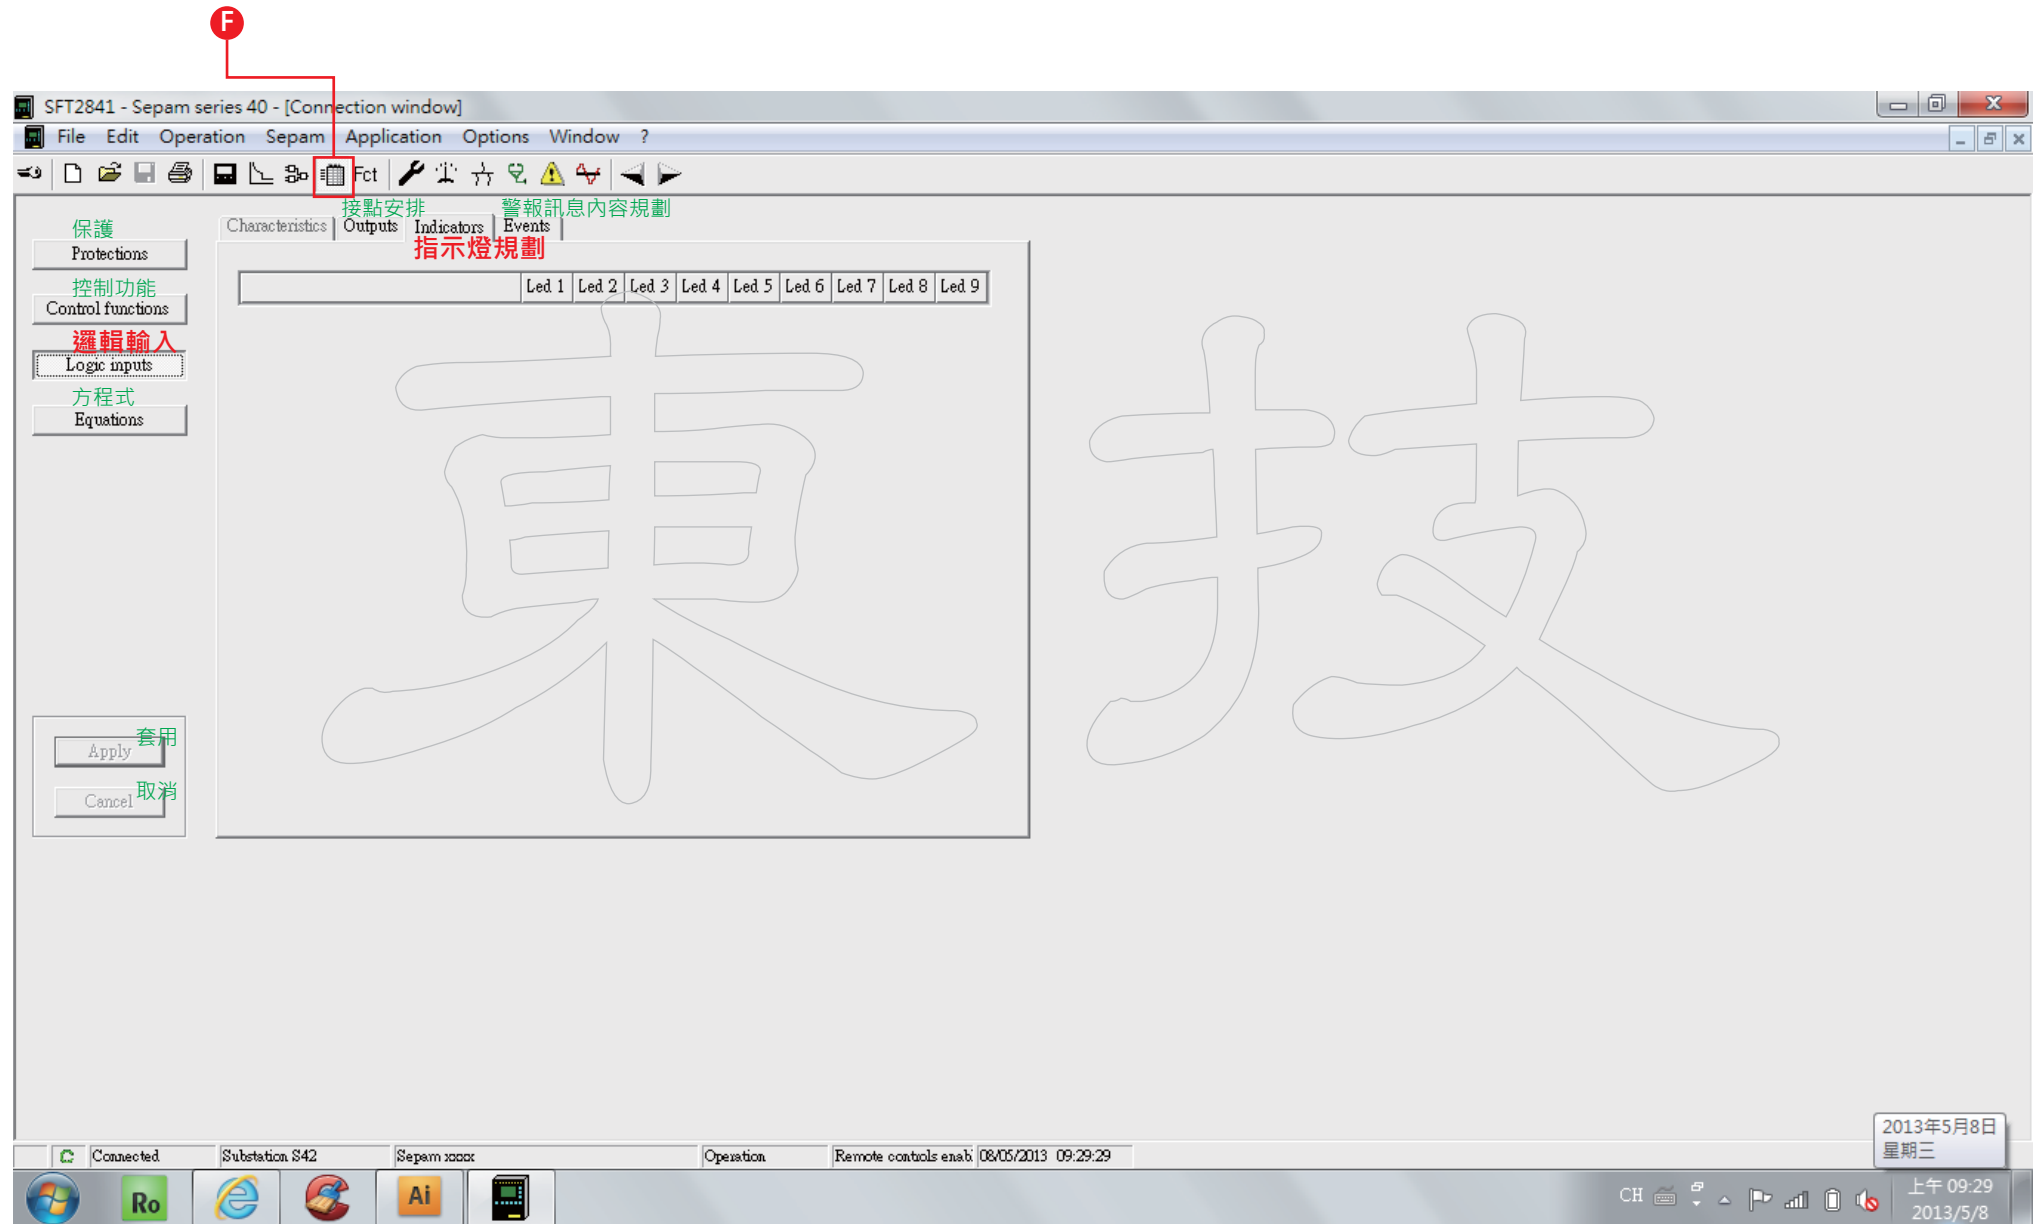 F
SFT2841 - Sepam series 40 - [Connection window]
File Edit Operation Sepam Application Options Window ?
Fct
接點安排 警報訊息內容規劃
Characteristics Outputs Indicators Events
指示燈規劃
保護
Protections
控制功能
Control functions
邏輯輸入
Logic inputs
方程式
Equations
Led 1 Led 2 Led 3 Led 4 Led 5 Led 6 Led 7 Led 8 Led 9
東技
套用
Apply
取消
Cancel
2013年5月8日
星期三
Connected Substation S42 Sepam xxxx Operation Remote controls enab 08/05/2013 09:29:29
Ro Ai
CH
上午 09:29
2013/5/8